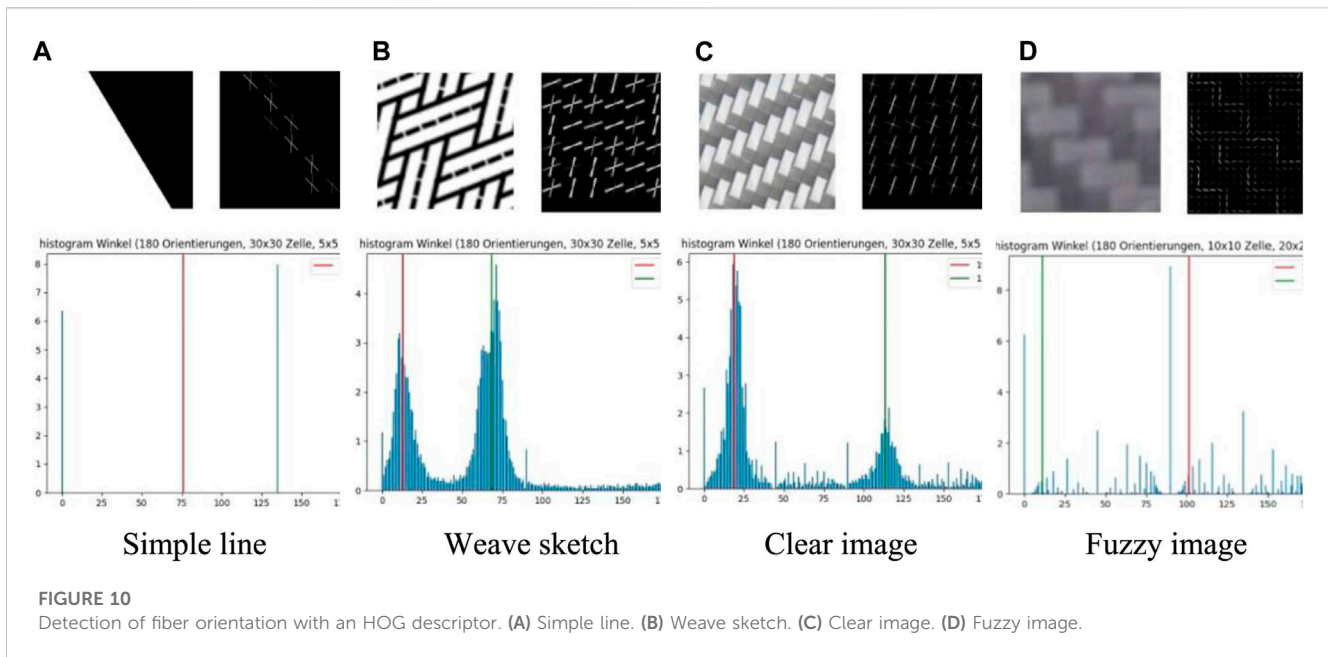 A
B
C
D
histogram Winkel (180 Orientierungen, 30x30 Zelle, 5x5
8
7
6
5
4
3
2
1
0
0 25 50 75 100 125 150 17
histogram Winkel (180 Orientierungen, 30x30 Zelle, 5x5
4
3
2
1
0
0 25 50 75 100 125 150
histogram Winkel (180 Orientierungen, 30x30 Zelle, 5x5
6
5
4
3
2
1
0
0 25 50 75 100 125 150 17
1
histogram Winkel (180 Orientierungen, 10x10 Zelle, 20x2
8
6
4
2
0
0 25 50 75 100 125 150
Simple line
Weave sketch
Clear image
Fuzzy image
FIGURE 10
Detection of fiber orientation with an HOG descriptor. (A) Simple line. (B) Weave sketch. (C) Clear image. (D) Fuzzy image.